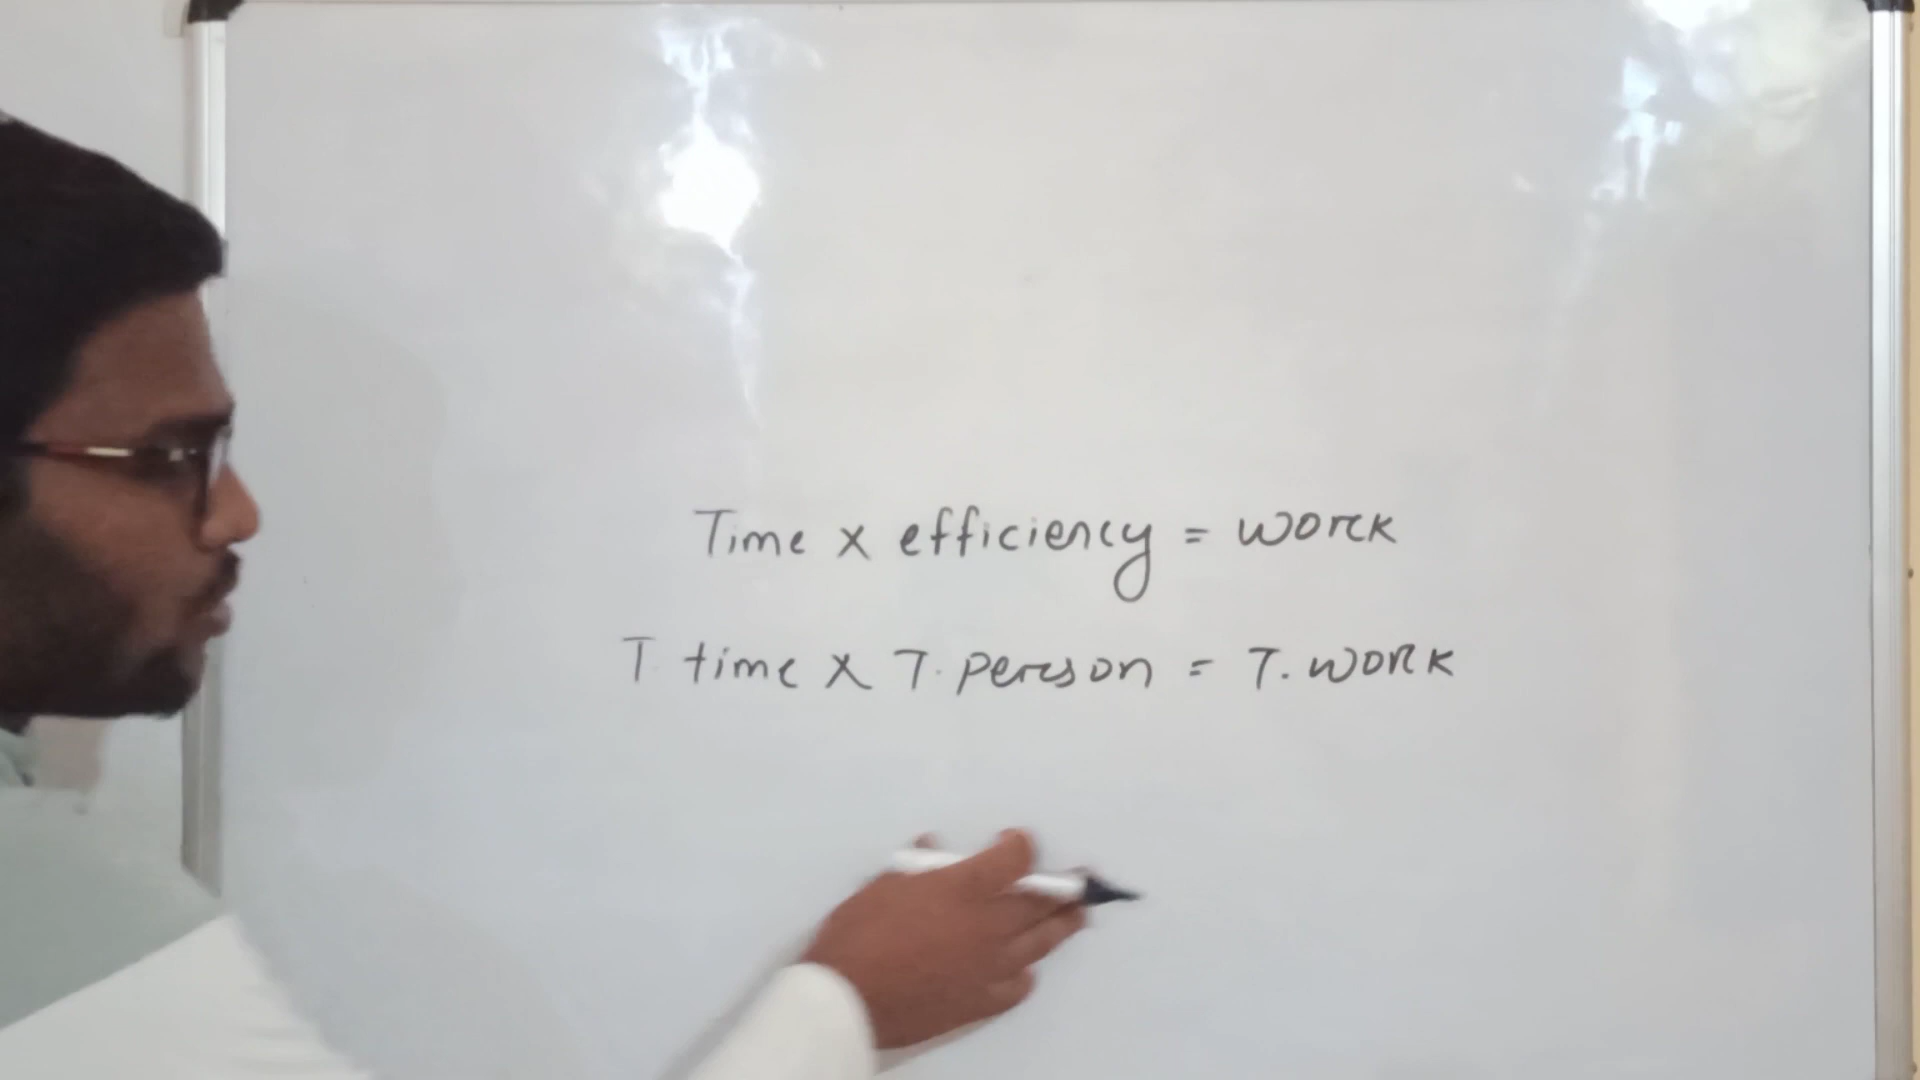 Time x efficiency = work
T. time x T. person = T. work